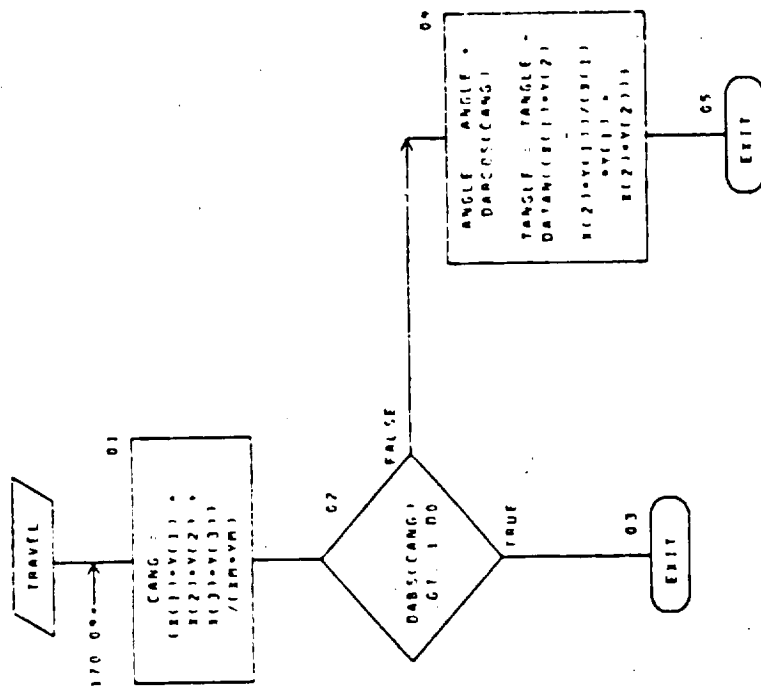 TRAVEL
170 09
01
CANG =
(X(1)*Y(1) +
X(2)*Y(2) +
X(3)*Y(3))
/(XM*YM)
02
DABS(CANG)
GT. 1 D0
FALSE
TRUE
03
EXIT
04
ANGLE ANGLE +
DARCOS(CANG)
TANGLE = TANGLE -
DATAN((X(1)*Y(2)
X(2)*Y(1))/(X(1)
*Y(1) +
X(2)*Y(2)))
05
EXIT